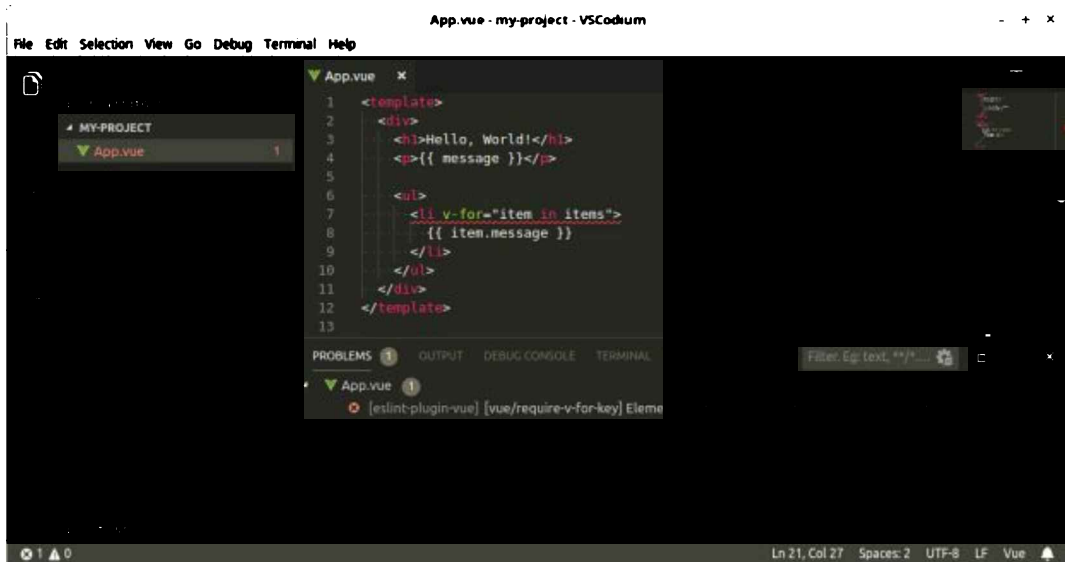 App.vue - my-project - VSCodium
File Edit Selection View Go Debug Terminal Help
App.vue
MY-PROJECT
App.vue 1
1 <template>
2 <div>
3 <h1>Hello, World!</h1>
4 <p>{{ message }}</p>
5
6 <ul>
7 <li v-for="item in items">
8 {{ item.message }}
9 </li>
10 </ul>
11 </div>
12 </template>
13
PROBLEMS 1 OUTPUT DEBUG CONSOLE TERMINAL Filter. Eg: text, **/*....
App.vue 1
[eslint-plugin-vue] [vue/require-v-for-key] Eleme
1 0 Ln 21, Col 27 Spaces: 2 UTF-8 LF Vue